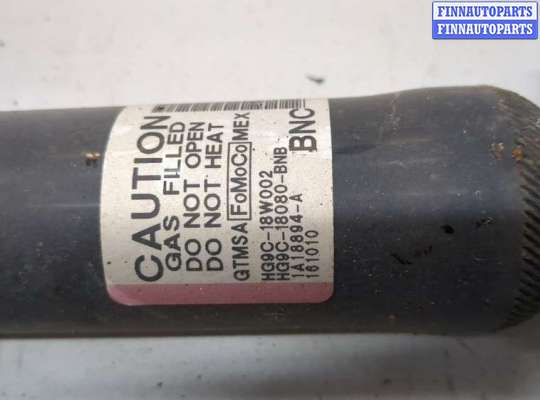 FINNAUTOPARTS
FINNAUTOPARTS
CAUTION
GAS FILLED
DO NOT OPEN
DO NOT HEAT
GTMSA FoMoCo MEX
HG9C-18W002
HG9C-18080-BNB
1A18894-A
161010
BNC